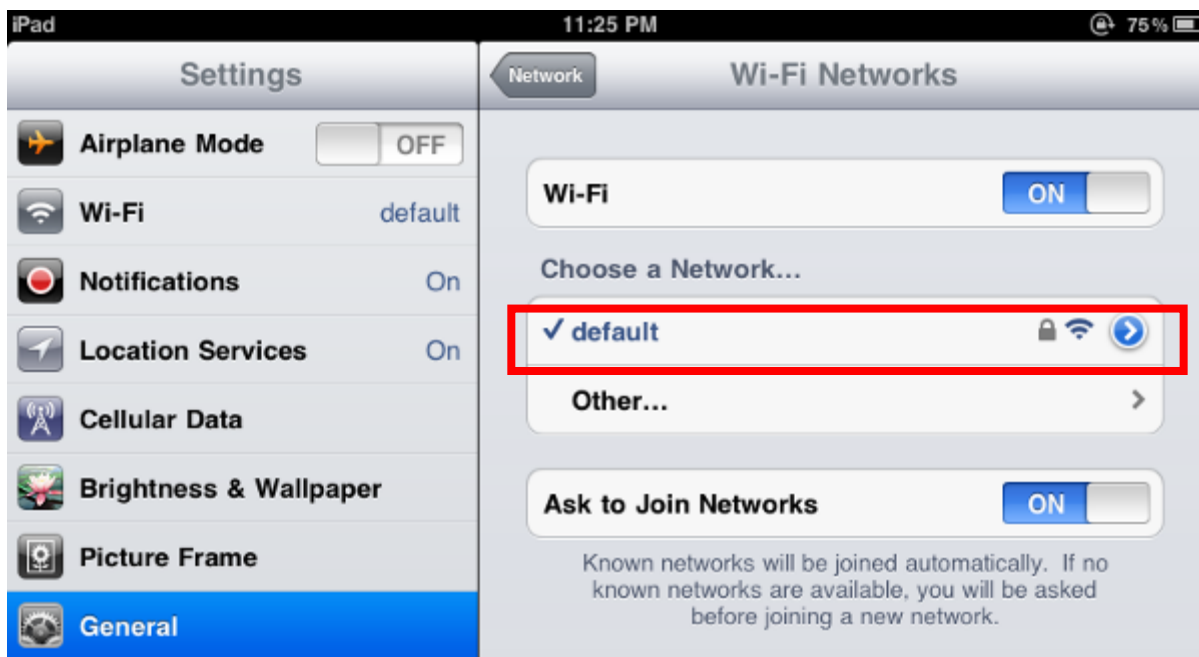 iPad
11:25 PM
75%
Settings
Network
Wi-Fi Networks
Airplane Mode
OFF
Wi-Fi
default
Notifications
On
Location Services
On
Cellular Data
Brightness & Wallpaper
Picture Frame
General
Wi-Fi
ON
Choose a Network...
default
Other...
Ask to Join Networks
ON
Known networks will be joined automatically. If no
known networks are available, you will be asked
before joining a new network.